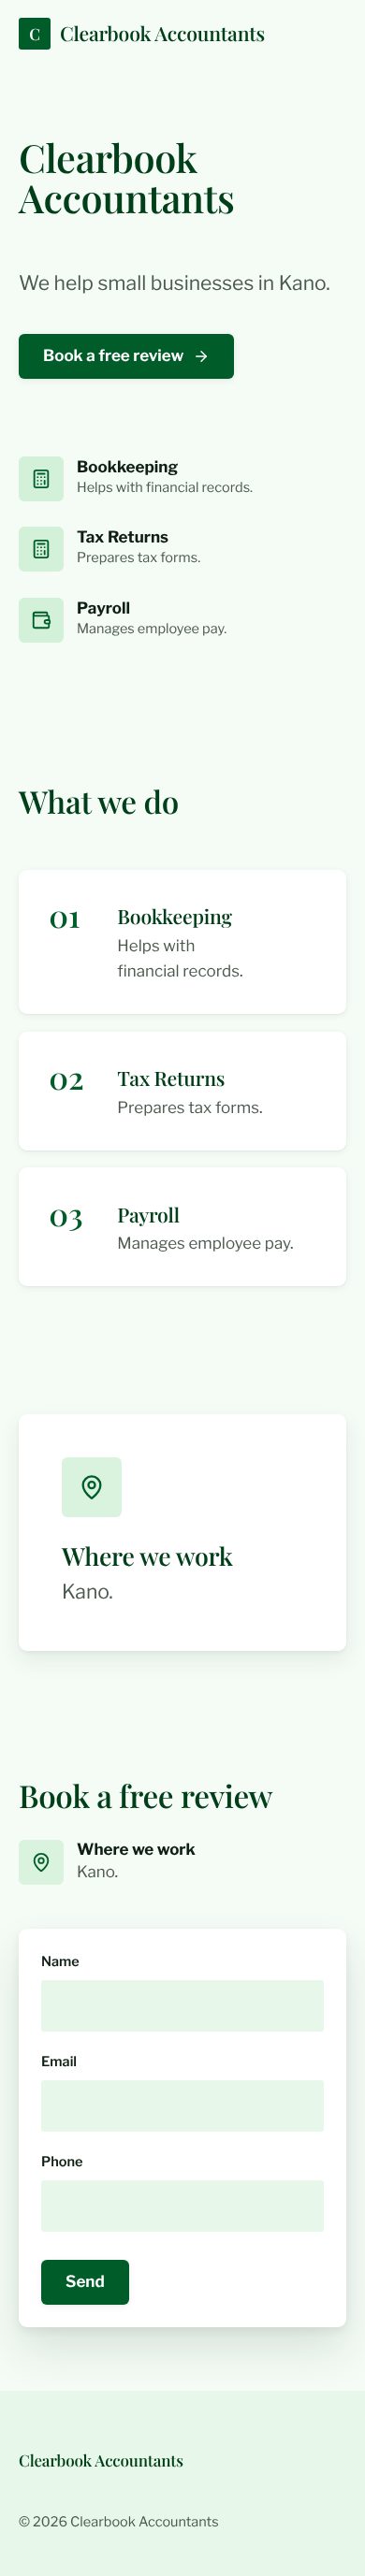 C Clearbook Accountants
Clearbook
Accountants
We help small businesses in Kano.
Book a free review
Bookkeeping
Helps with financial records.
Tax Returns
Prepares tax forms.
Payroll
Manages employee pay.
What we do
01 Bookkeeping
Helps with
financial records.
02 Tax Returns
Prepares tax forms.
03 Payroll
Manages employee pay.
Where we work
Kano.
Book a free review
Where we work
Kano.
Name
Email
Phone
Send
Clearbook Accountants
© 2026 Clearbook Accountants